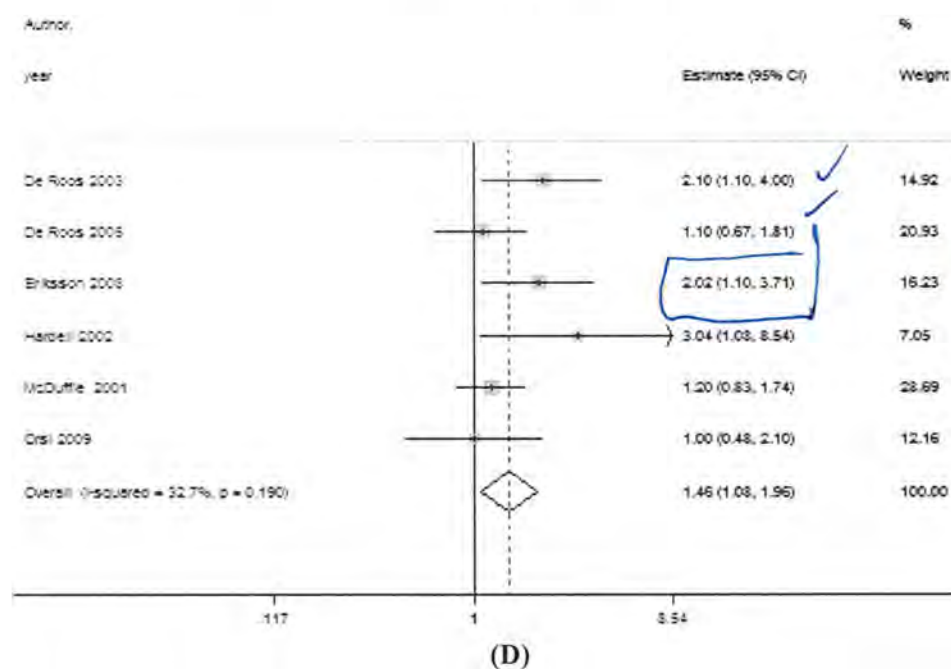 Author, %
year Estimate (95% CI) Weight
De Roos 2003 2.10 (1.10, 4.00) 14.92
De Roos 2005 1.10 (0.67, 1.81) 20.93
Eriksson 2008 2.02 (1.10, 3.71) 16.23
Hardell 2002 3.04 (1.08, 8.54) 7.05
McDuffie 2001 1.20 (0.83, 1.74) 28.69
Orsi 2009 1.00 (0.48, 2.10) 12.16
Overall (I-squared = 32.7%, p = 0.190) 1.46 (1.08, 1.96) 100.00
.117 1 8.54
(D)